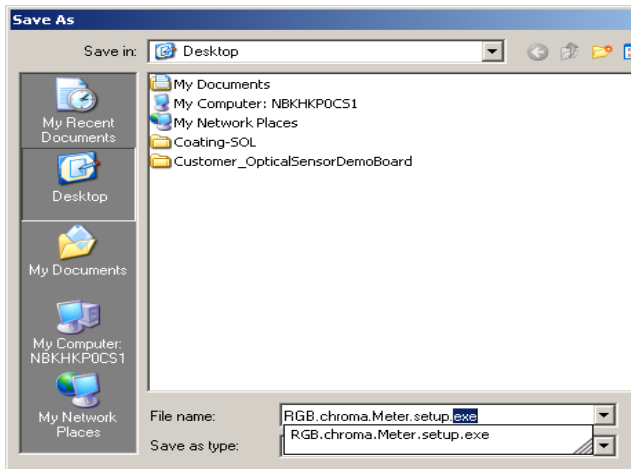 Save As
Save in:
Desktop
My Recent
Documents
Desktop
My Documents
My Computer:
NBKHKP0CS1
My Network
Places
My Documents
My Computer: NBKHKP0CS1
My Network Places
Coating-SOL
Customer_OpticalSensorDemoBoard
File name:
RGB.chroma.Meter.setup.exe
RGB.chroma.Meter.setup.exe
Save as type: